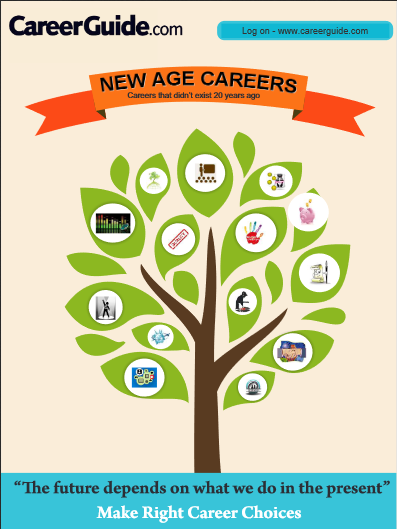 CareerGuide.com
Log on - www.careerguide.com
NEW AGE CAREERS
Careers that didn't exist 20 years ago
“The future depends on what we do in the present”
Make Right Career Choices